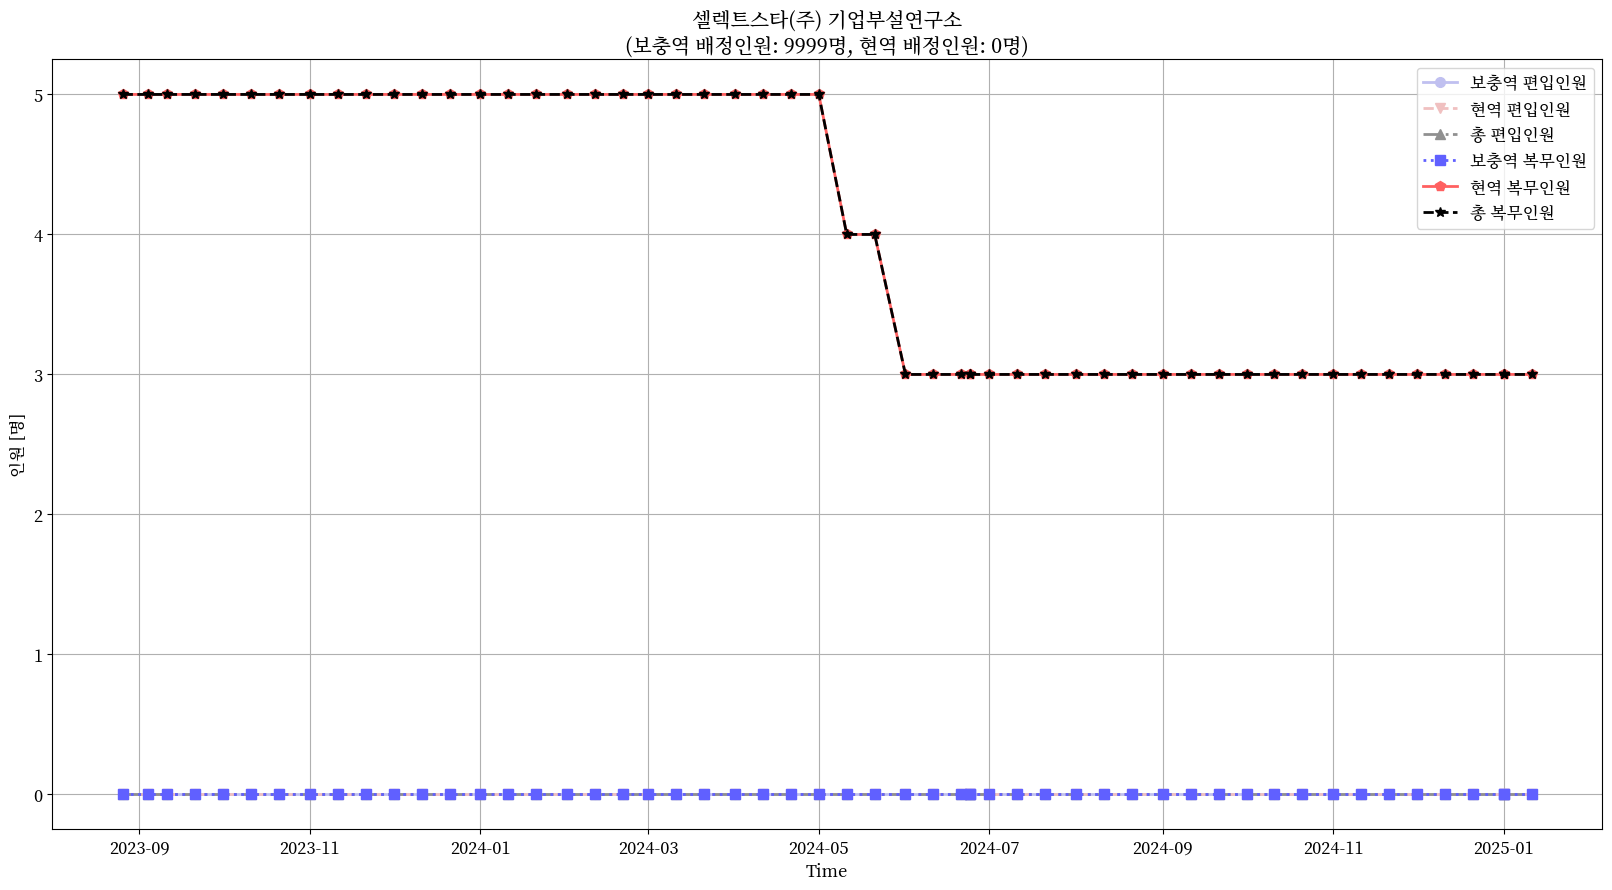 셀렉트스타(주) 기업부설연구소
(보충역 배정인원: 9999명, 현역 배정인원: 0명)
보충역 편입인원
현역 편입인원
총 편입인원
보충역 복무인원
현역 복무인원
총 복무인원
인원 [명]
5
4
3
2
1
0
2023-09
2023-11
2024-01
2024-03
2024-05
2024-07
2024-09
2024-11
2025-01
Time